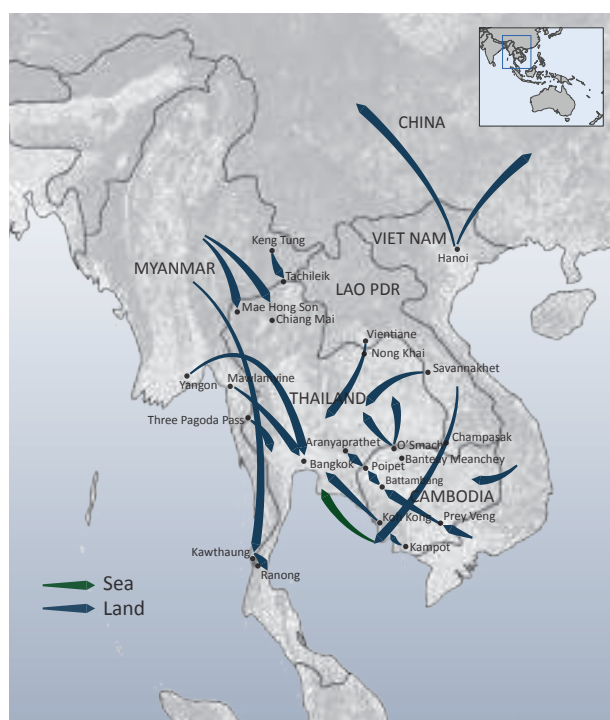 CHINA
VIET NAM
Hanoi
Keng Tung
MYANMAR
Tachileik
LAO PDR
Mae Hong Son
Chiang Mai
Vientiane
Nong Khai
Savannakhet
Yangon
Mawlamyine
THAILAND
Three Pagoda Pass
Aranyaprathet
O'Smach
Champasak
Bangkok
Poipet
Banteay Meanchey
Battambang
CAMBODIA
Koh Kong
Prey Veng
Kampot
Kawthaung
Ranong
Sea
Land